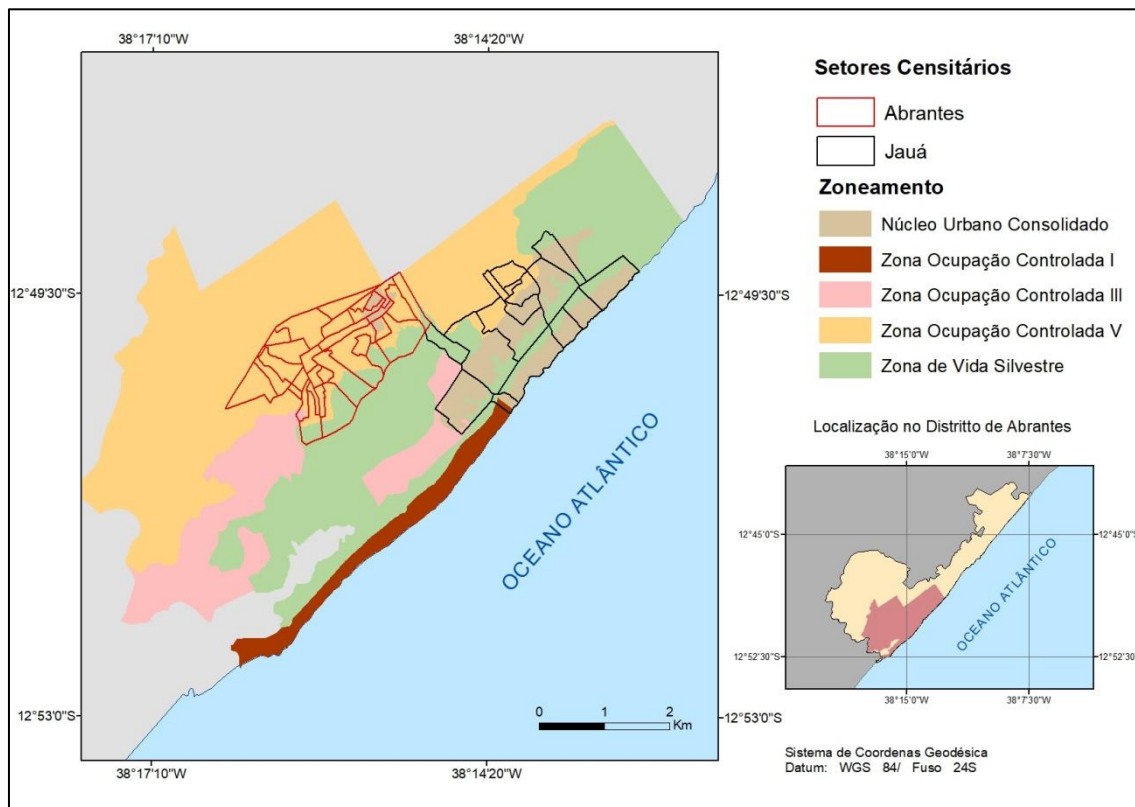 38°17'10"W
38°14'20"W
12°49'30"S
12°49'30"S
OCEANO ATLÂNTICO
12°53'0"S
12°53'0"S
0 1 2
Km
38°17'10"W
38°14'20"W
Setores Censitários
Abrantes
Jauá
Zoneamento
Núcleo Urbano Consolidado
Zona Ocupação Controlada I
Zona Ocupação Controlada III
Zona Ocupação Controlada V
Zona de Vida Silvestre
Localização no Distritto de Abrantes
38°15'0"W
38°7'30"W
12°45'0"S
12°45'0"S
OCEANO ATLÂNTICO
12°52'30"S
12°52'30"S
38°15'0"W
38°7'30"W
Sistema de Coordenas Geodésica
Datum: WGS 84/ Fuso 24S